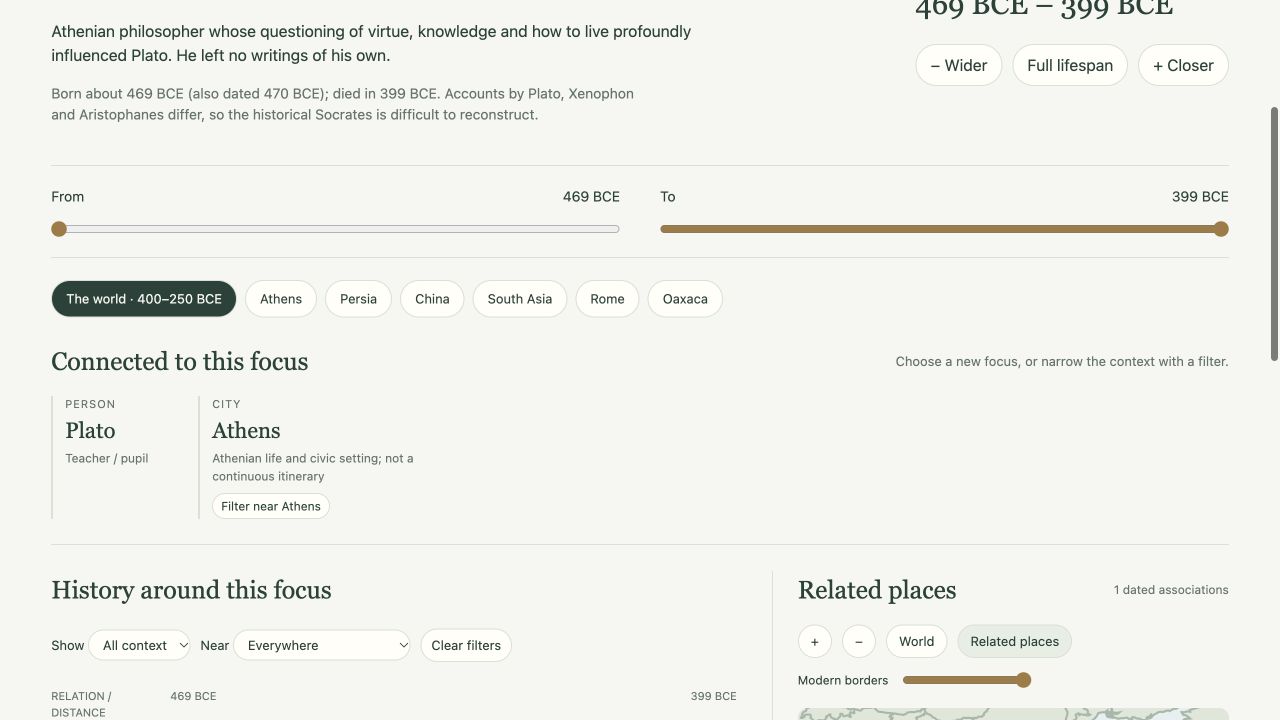 469 BCE – 399 BCE
Athenian philosopher whose questioning of virtue, knowledge and how to live profoundly
influenced Plato. He left no writings of his own.
– Wider
Full lifespan
+ Closer
Born about 469 BCE (also dated 470 BCE); died in 399 BCE. Accounts by Plato, Xenophon
and Aristophanes differ, so the historical Socrates is difficult to reconstruct.
From
469 BCE
To
399 BCE
The world · 400–250 BCE
Athens
Persia
China
South Asia
Rome
Oaxaca
Connected to this focus
Choose a new focus, or narrow the context with a filter.
PERSON
Plato
Teacher / pupil
CITY
Athens
Athenian life and civic setting; not a
continuous itinerary
Filter near Athens
History around this focus
Show
All context
Near
Everywhere
Clear filters
RELATION /
DISTANCE
469 BCE
399 BCE
Related places
1 dated associations
+
–
World
Related places
Modern borders